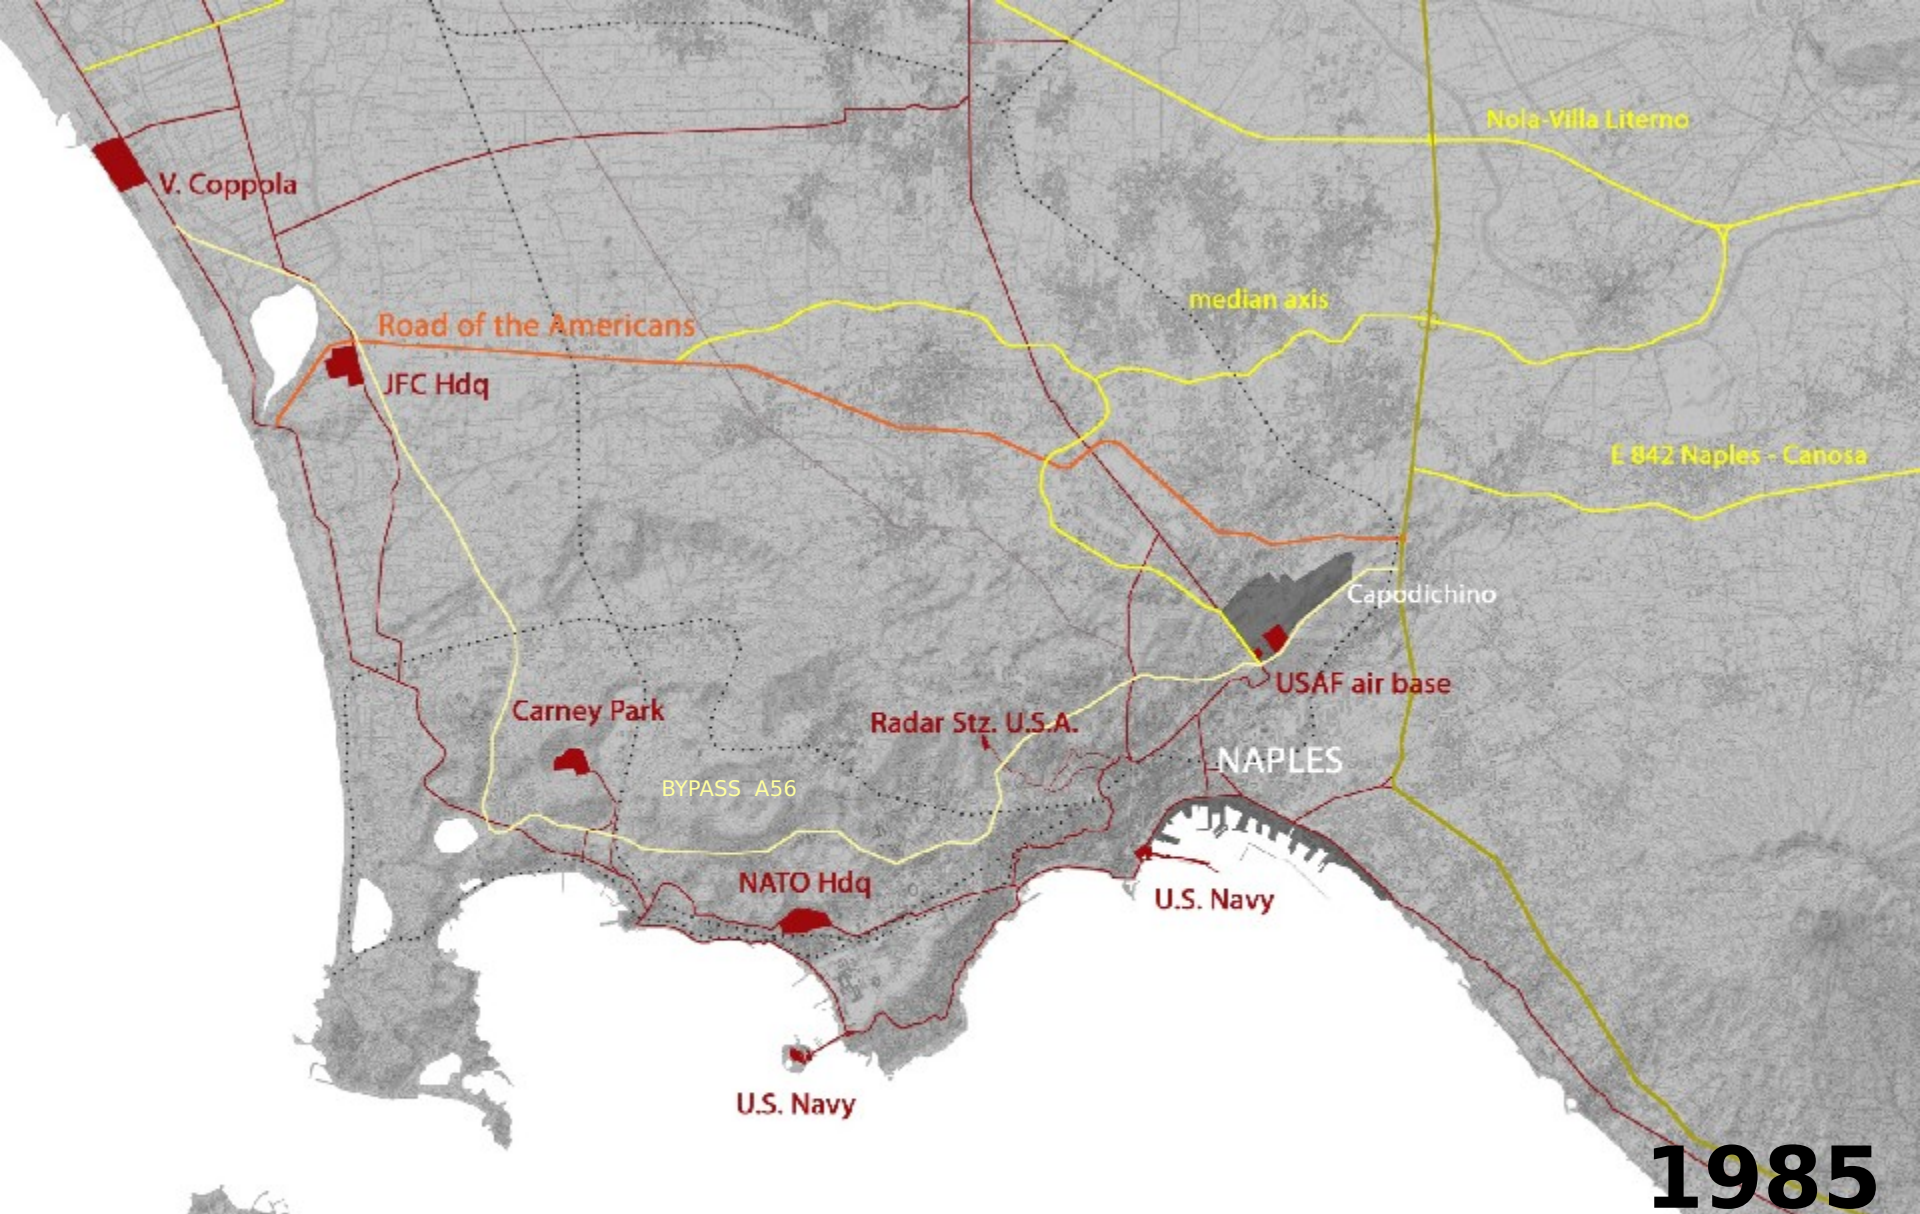 Nola-Villa Literno
V. Coppola
median axis
Road of the Americans
JFC Hdq
E 842 Naples - Canosa
Capodichino
USAF air base
Carney Park
Radar Stz. U.S.A.
NAPLES
BYPASS A56
NATO Hdq
U.S. Navy
U.S. Navy
1985